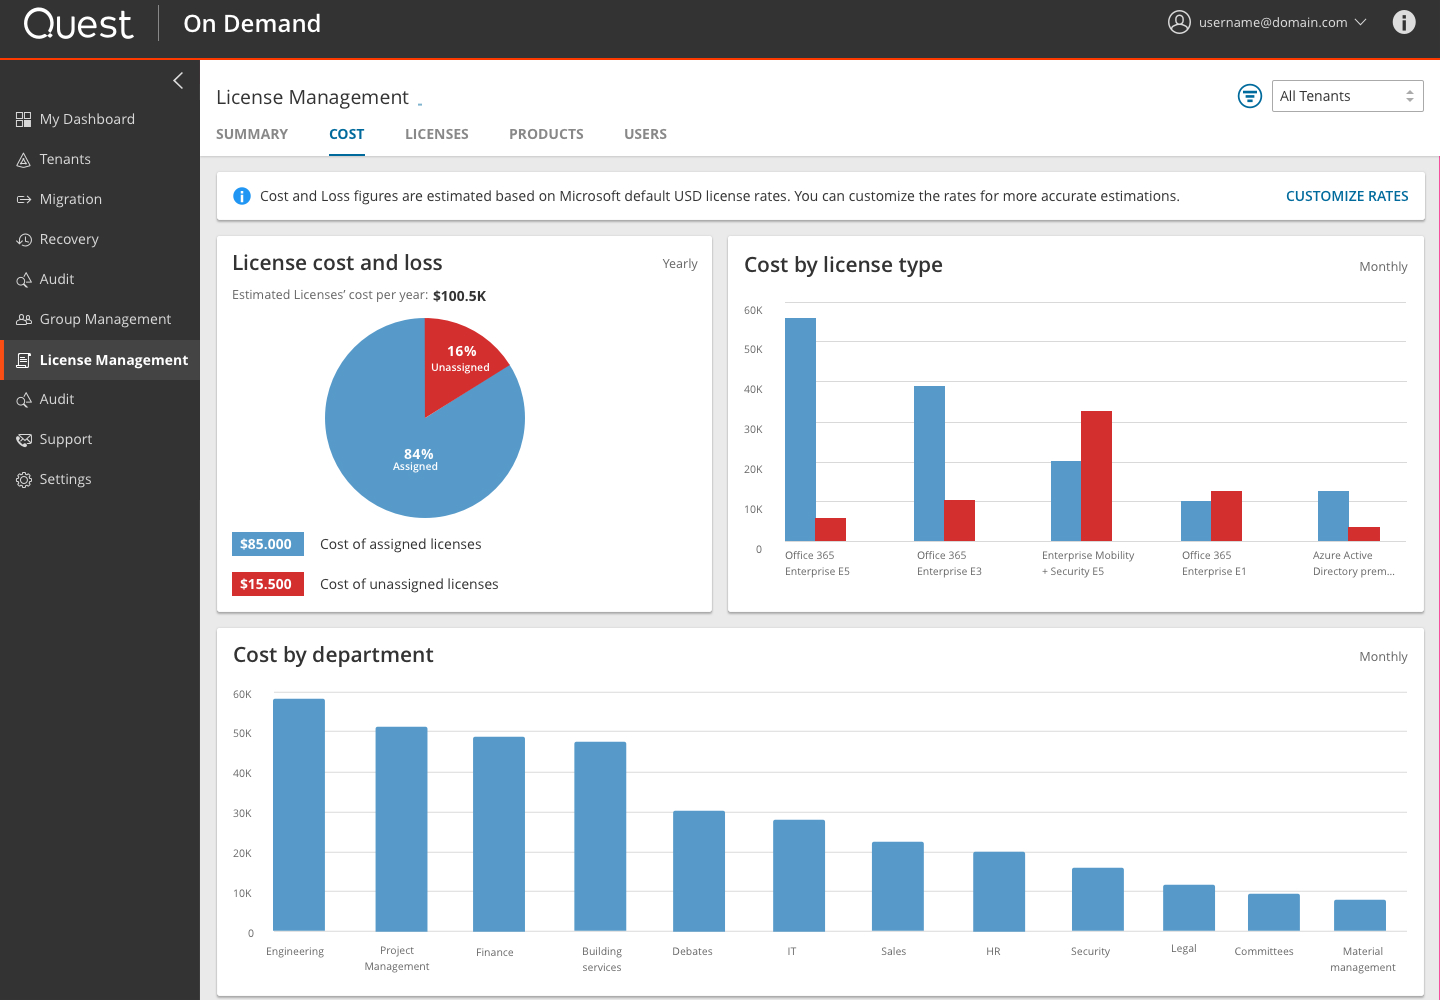 Quest
On Demand
username@domain.com
License Management
All Tenants
SUMMARY
COST
LICENSES
PRODUCTS
USERS
My Dashboard
Tenants
Migration
Recovery
Audit
Group Management
License Management
Audit
Support
Settings
Cost and Loss figures are estimated based on Microsoft default USD license rates. You can customize the rates for more accurate estimations.
CUSTOMIZE RATES
License cost and loss
Yearly
Estimated Licenses’ cost per year: $100.5K
16%
Unassigned
84%
Assigned
$85.000 Cost of assigned licenses
$15.500 Cost of unassigned licenses
Cost by license type
Monthly
60K
50K
40K
30K
20K
10K
0
Office 365
Enterprise E5
Office 365
Enterprise E3
Enterprise Mobility
+ Security E5
Office 365
Enterprise E1
Azure Active
Directory prem...
Cost by department
Monthly
60K
50K
40K
30K
20K
10K
0
Engineering
Project
Management
Finance
Building
services
Debates
IT
Sales
HR
Security
Legal
Committees
Material
management